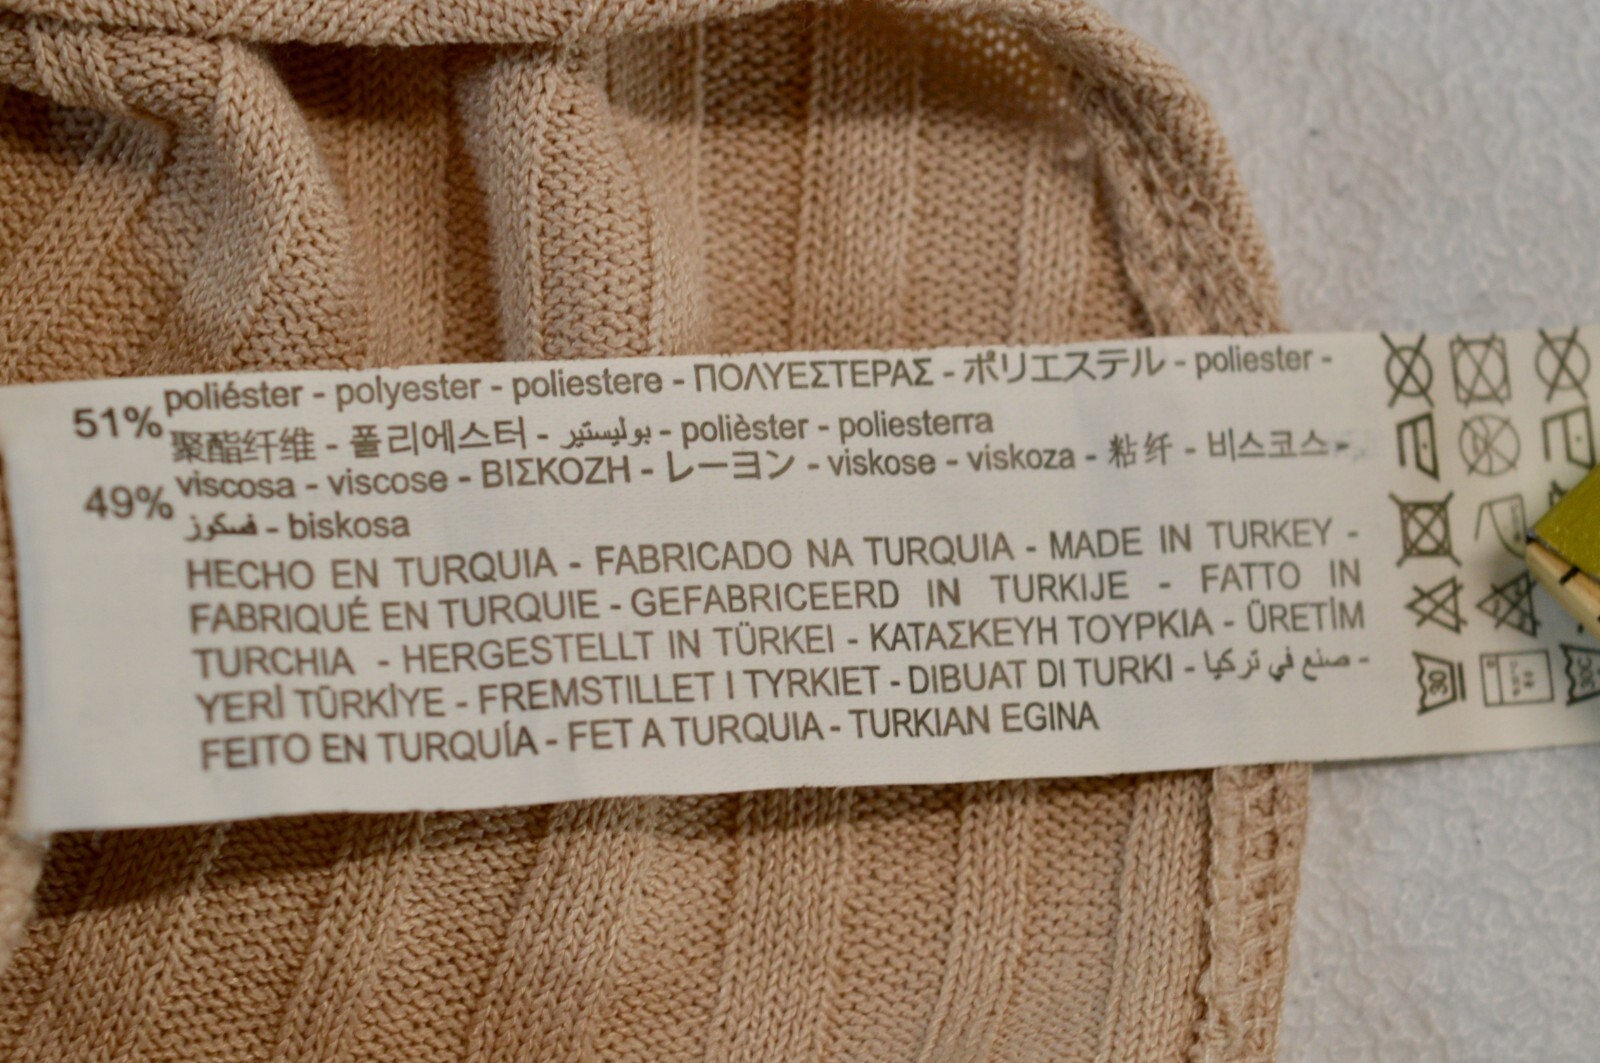 51% poliéster - polyester - poliestere - ΠΟΛΥΕΣΤΕΡΑΣ - ポリエステル - poliester -
聚酯纤维 - 폴리에스터 - بوليستير - polièster - poliesterra
49% viscosa - viscose - ΒΙΣΚΟΖΗ - レーヨン - viskose - viskoza - 粘纤 - 비스코스 -
فسكوز - biskosa
HECHO EN TURQUIA - FABRICADO NA TURQUIA - MADE IN TURKEY -
FABRIQUÉ EN TURQUIE - GEFABRICEERD IN TURKIJE - FATTO IN
TURCHIA - HERGESTELLT IN TÜRKEI - ΚΑΤΑΣΚΕΥΗ ΤΟΥΡΚΙΑ - ÜRETİM
YERİ TÜRKİYE - FREMSTILLET I TYRKIET - DIBUAT DI TURKI - صنع في تركيا -
FEITO EN TURQUÍA - FET A TURQUIA - TURKIAN EGINA
30